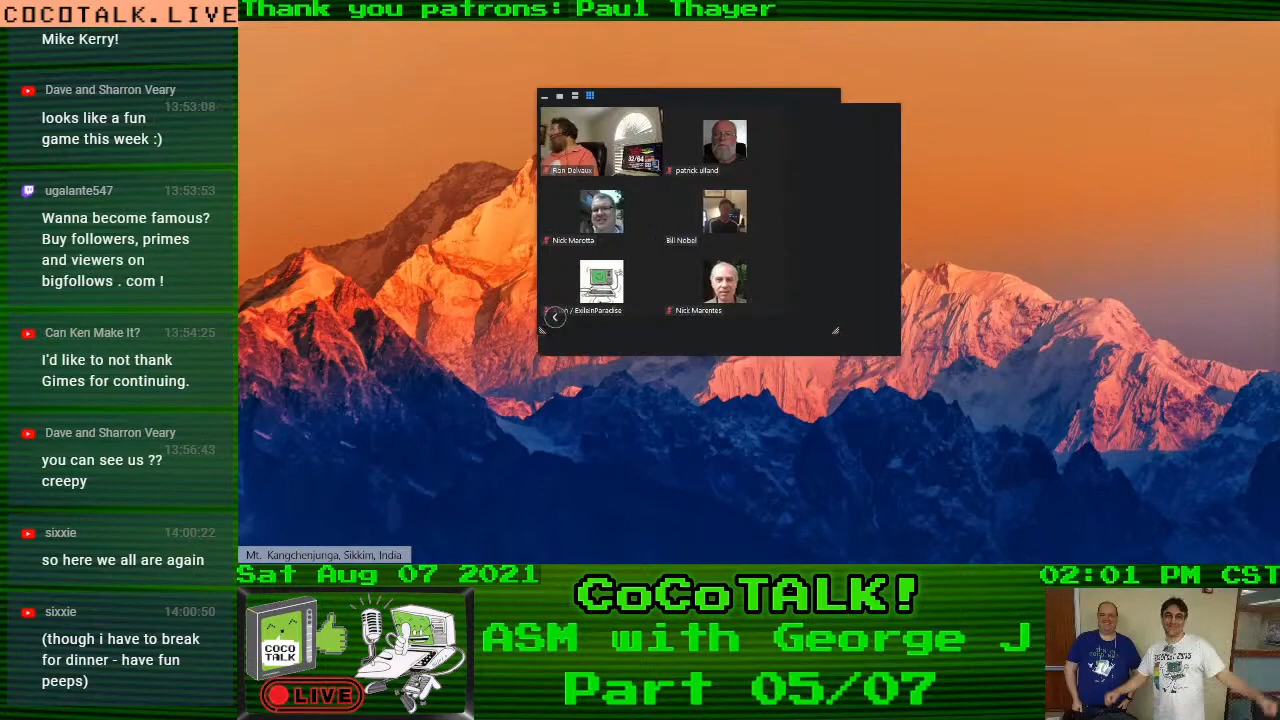 COCOTALK.LIVE
Thank you patrons: Paul Thayer
Mike Kerry!
Dave and Sharron Veary
13:53:08
looks like a fun
game this week :)
ugalante547 13:53:53
Wanna become famous?
Buy followers, primes
and viewers on
bigfollows . com !
Can Ken Make It? 13:54:25
I'd like to not thank
Gimes for continuing.
Dave and Sharron Veary
13:56:43
you can see us ??
creepy
sixxie 14:00:22
so here we all are again
sixxie 14:00:50
(though i have to break
for dinner - have fun
peeps)
32/64
Ron Delvaux
patrick ulland
Nick Marotta
Bill Nobel
/ ExileinParadise
Nick Marentes
Mt. Kangchenjunga, Sikkim, India
Sat Aug 07 2021
CoCoTALK!
02:01 PM CST
COCO
TALK
LIVE
ASM with George J
Part 05/07